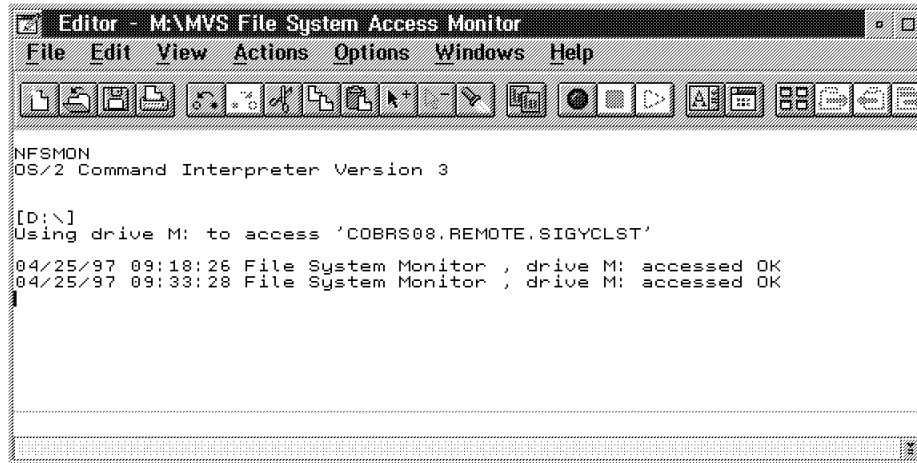 Editor - M:\MVS File System Access Monitor
File Edit View Actions Options Windows Help
NFSMON
OS/2 Command Interpreter Version 3
[D:\]
Using drive M: to access 'COBRS08.REMOTE.SIGYCLST'
04/25/97 09:18:26 File System Monitor , drive M: accessed OK
04/25/97 09:33:28 File System Monitor , drive M: accessed OK